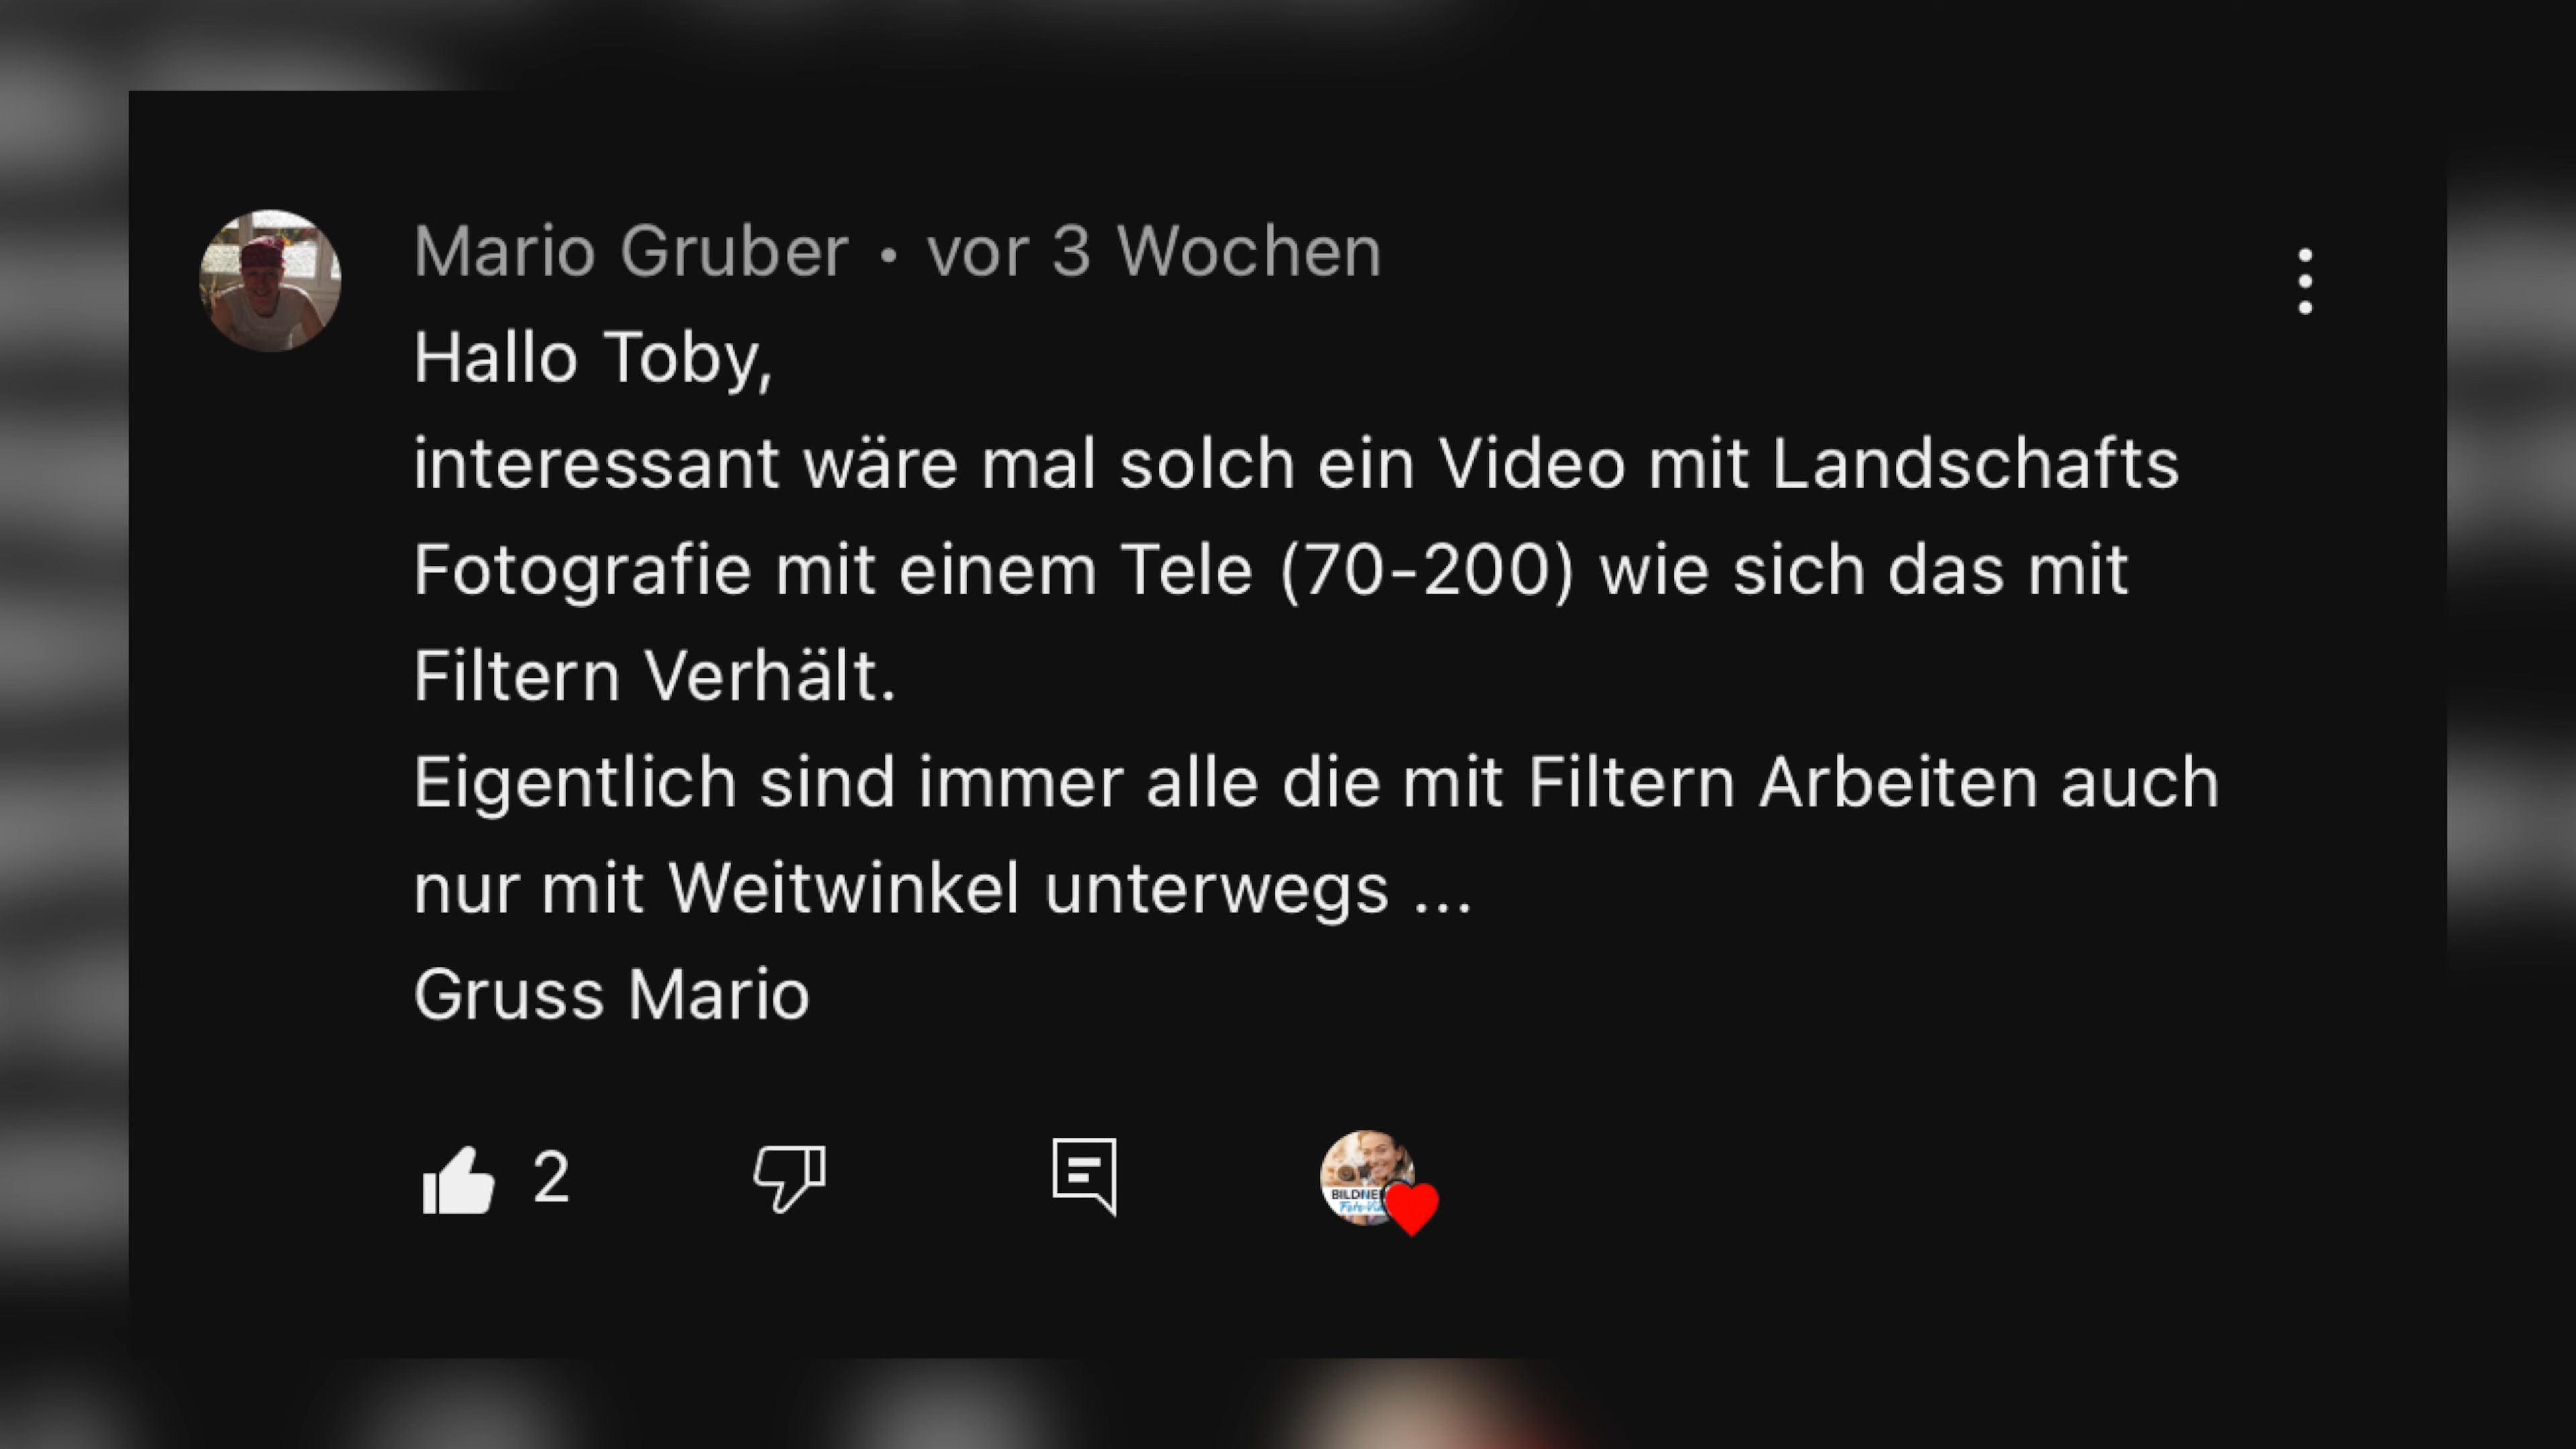 Mario Gruber • vor 3 Wochen
Hallo Toby,
interessant wäre mal solch ein Video mit Landschafts
Fotografie mit einem Tele (70-200) wie sich das mit
Filtern Verhält.
Eigentlich sind immer alle die mit Filtern Arbeiten auch
nur mit Weitwinkel unterwegs ...
Gruss Mario
2